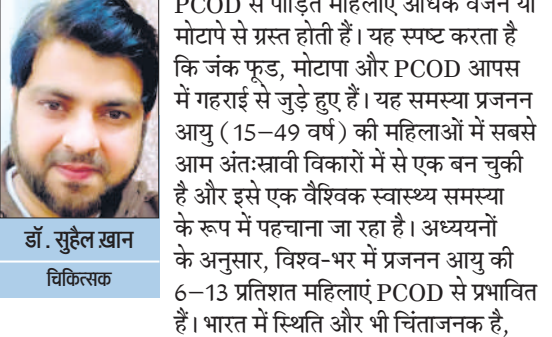 PCOD से पीड़ित महिलाएं अधिक वजन या
मोटापे से ग्रस्त होती हैं। यह स्पष्ट करता है
कि जंक फूड, मोटापा और PCOD आपस
में गहराई से जुड़े हुए हैं। यह समस्या प्रजनन
आयु (15—49 वर्ष) की महिलाओं में सबसे
आम अंतःस्रावी विकारों में से एक बन चुकी
है और इसे एक वैश्विक स्वास्थ्य समस्या
के रूप में पहचाना जा रहा है। अध्ययनों
के अनुसार, विश्व-भर में प्रजनन आयु की
6—13 प्रतिशत महिलाएं PCOD से प्रभावित
हैं। भारत में स्थिति और भी चिंताजनक है,
डॉ. सुहैल ख़ान
चिकित्सक